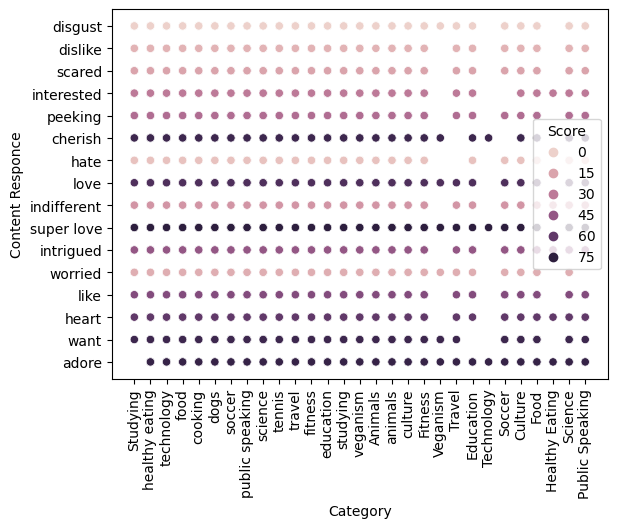 disgust
dislike
scared
interested
peeking
cherish
hate
love
indifferent
super love
intrigued
worried
like
heart
want
adore
Content Responce
Score
0
15
30
45
60
75
Studying
healthy eating
technology
food
cooking
dogs
soccer
public speaking
science
tennis
travel
fitness
education
studying
veganism
Animals
animals
culture
Fitness
Veganism
Travel
Education
Technology
Soccer
Culture
Food
Healthy Eating
Science
Public Speaking
Category